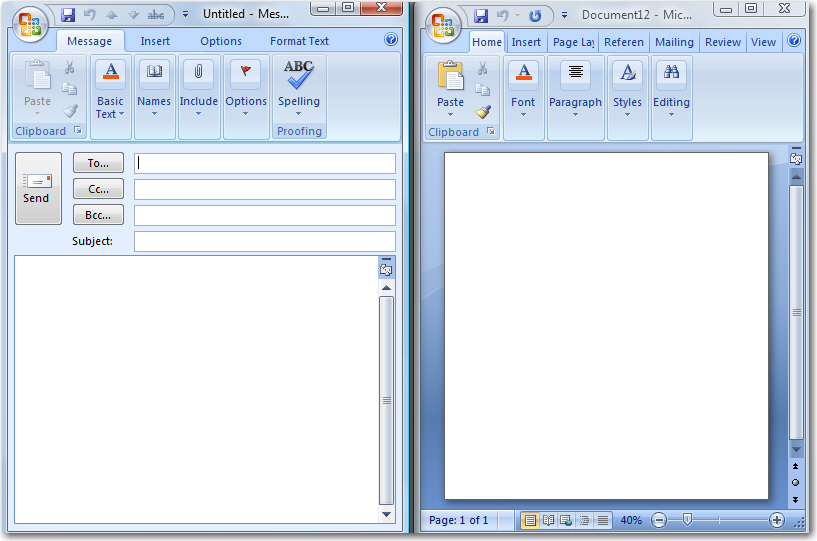 Untitled - Mes...
Message Insert Options Format Text
Paste
Basic Text
Names
Include
Options
ABC
Spelling
Clipboard
Proofing
Send
To...
Cc...
Bcc...
Subject:
Document12 - Mic...
Home Insert Page Lay Referen Mailing Review View
Paste
Font
Paragraph
Styles
Editing
Clipboard
Page: 1 of 1
40%